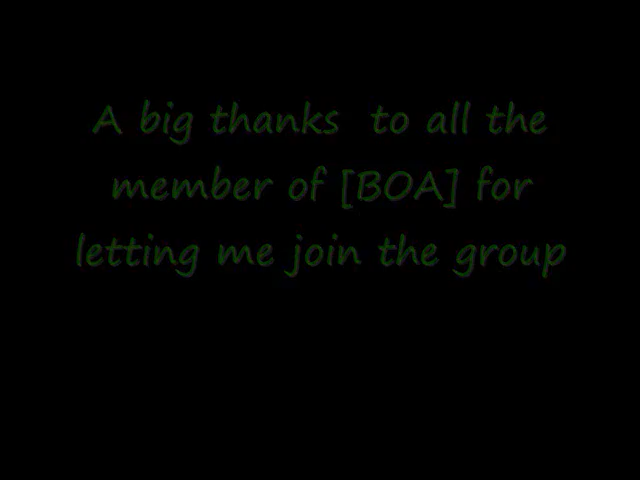 A big thanks  to all the
member of [BOA] for
letting me join the group